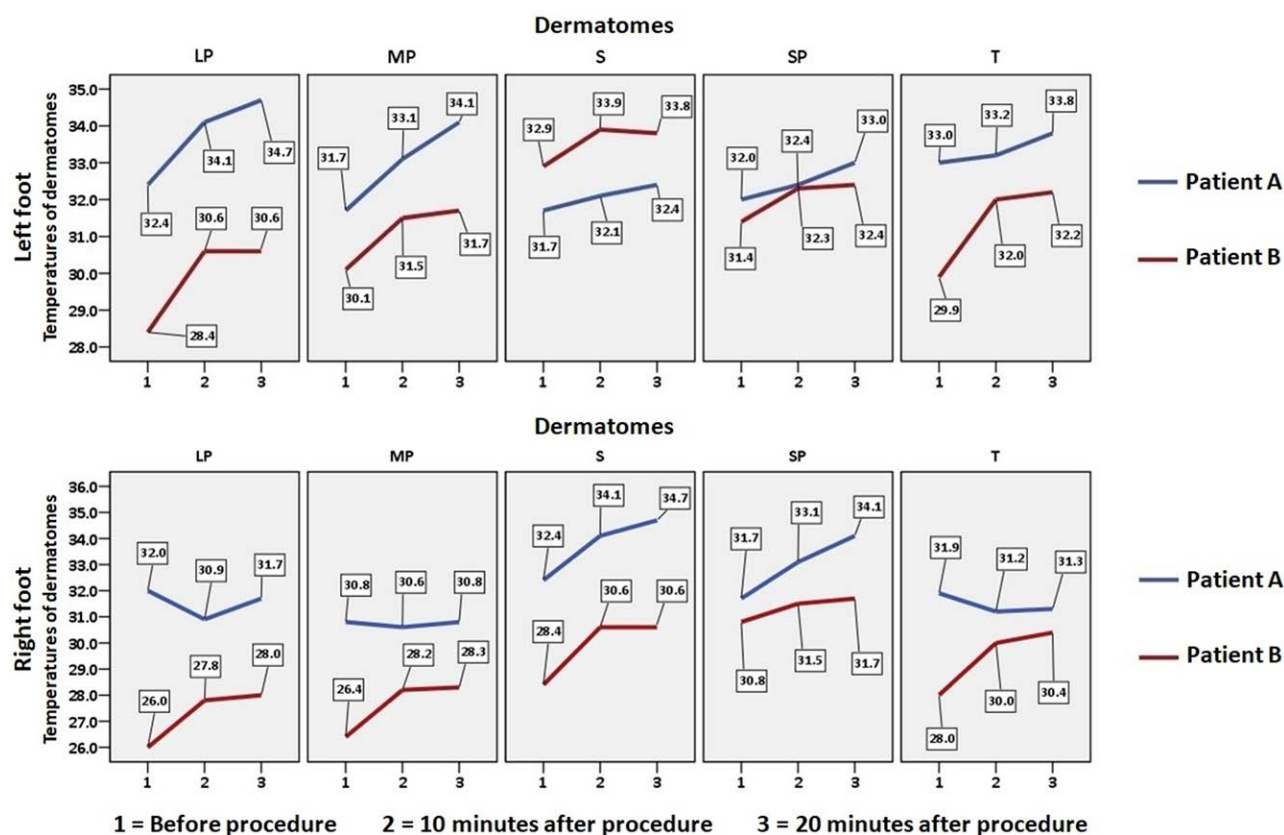 Dermatomes
LP MP S SP T
Left foot
Temperatures of dermatomes
35.0
34.0
33.0
32.0
31.0
30.0
29.0
28.0
32.4 34.1 34.7
28.4 30.6 30.6
31.7 33.1 34.1
30.1 31.5 31.7
32.9 33.9 33.8
31.7 32.1 32.4
32.0 32.4 33.0
31.4 32.3 32.4
33.0 33.2 33.8
29.9 32.0 32.2
1 2 3 1 2 3 1 2 3 1 2 3 1 2 3
Patient A
Patient B
Dermatomes
LP MP S SP T
Right foot
Temperatures of dermatomes
36.0
35.0
34.0
33.0
32.0
31.0
30.0
29.0
28.0
27.0
26.0
32.0 30.9 31.7
26.0 27.8 28.0
30.8 30.6 30.8
26.4 28.2 28.3
32.4 34.1 34.7
28.4 30.6 30.6
31.7 33.1 34.1
30.8 31.5 31.7
31.9 31.2 31.3
28.0 30.0 30.4
1 2 3 1 2 3 1 2 3 1 2 3 1 2 3
Patient A
Patient B
1 = Before procedure 2 = 10 minutes after procedure 3 = 20 minutes after procedure